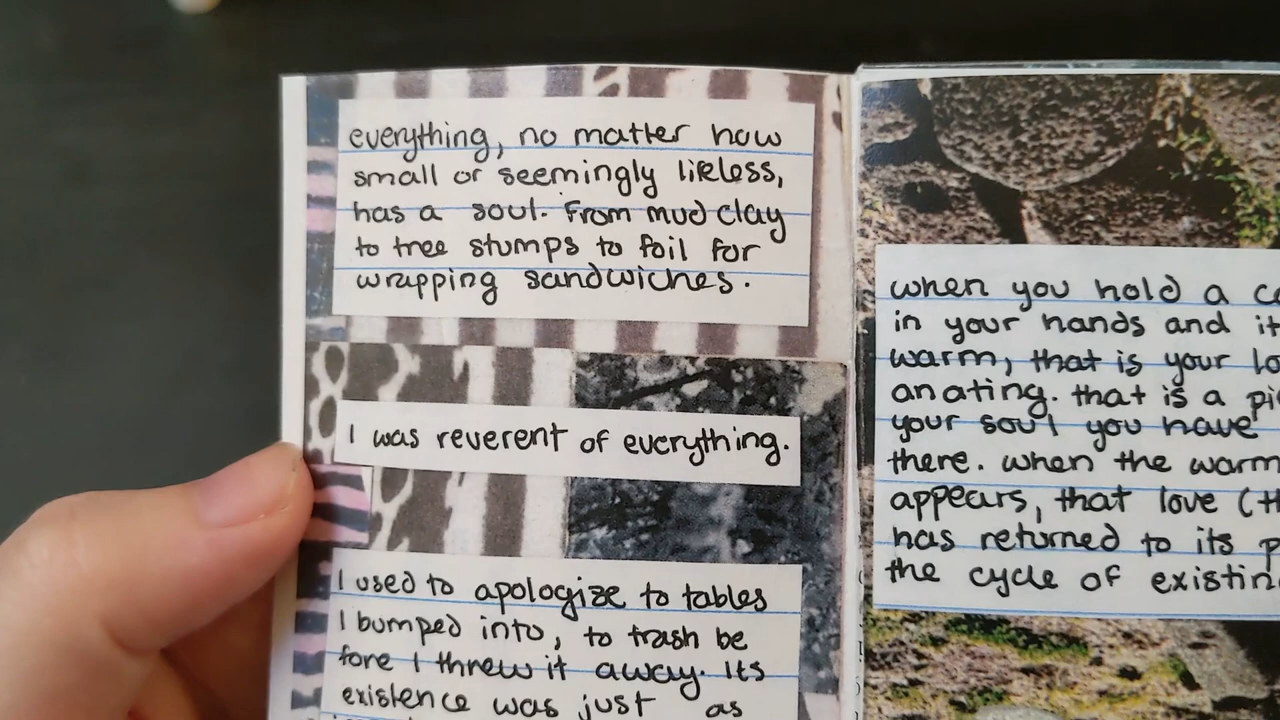 everything, no matter how
small or seemingly lifeless,
has a soul. From mud clay
to tree stumps to foil for
wrapping sandwiches.
I was reverent of everything.
I used to apologize to tables
I bumped into, to trash be
fore I threw it away. Its
existence was just as
when you hold a
in your hands and
warm, that is your
anating. that is a
your soul you have
there. when the
appears, that love
has returned to its
the cycle of